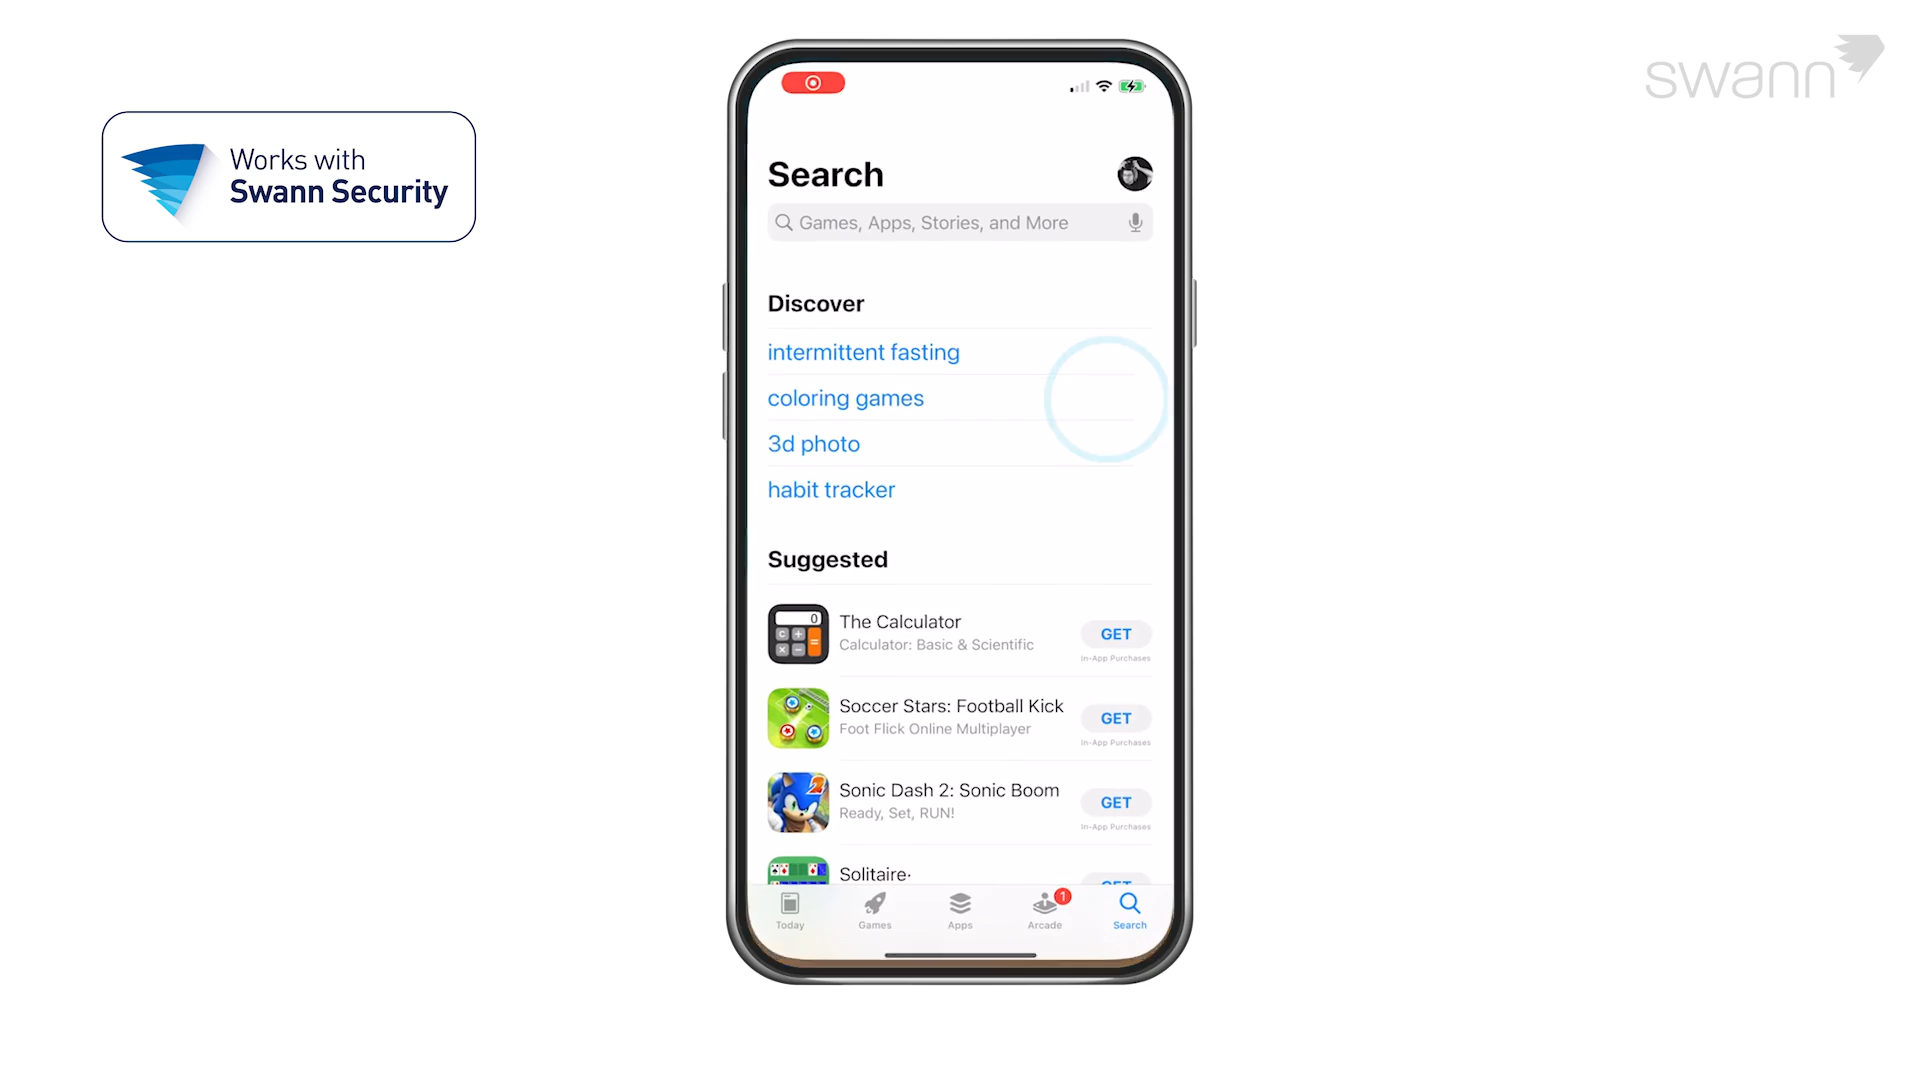 swann
Works with
Swann Security
Search
Games, Apps, Stories, and More
Discover
intermittent fasting
coloring games
3d photo
habit tracker
Suggested
The Calculator
Calculator: Basic & Scientific
GET
In-App Purchases
Soccer Stars: Football Kick
Foot Flick Online Multiplayer
GET
In-App Purchases
Sonic Dash 2: Sonic Boom
Ready, Set, RUN!
GET
In-App Purchases
Solitaire·
GET
Today
Games
Apps
1
Arcade
Search